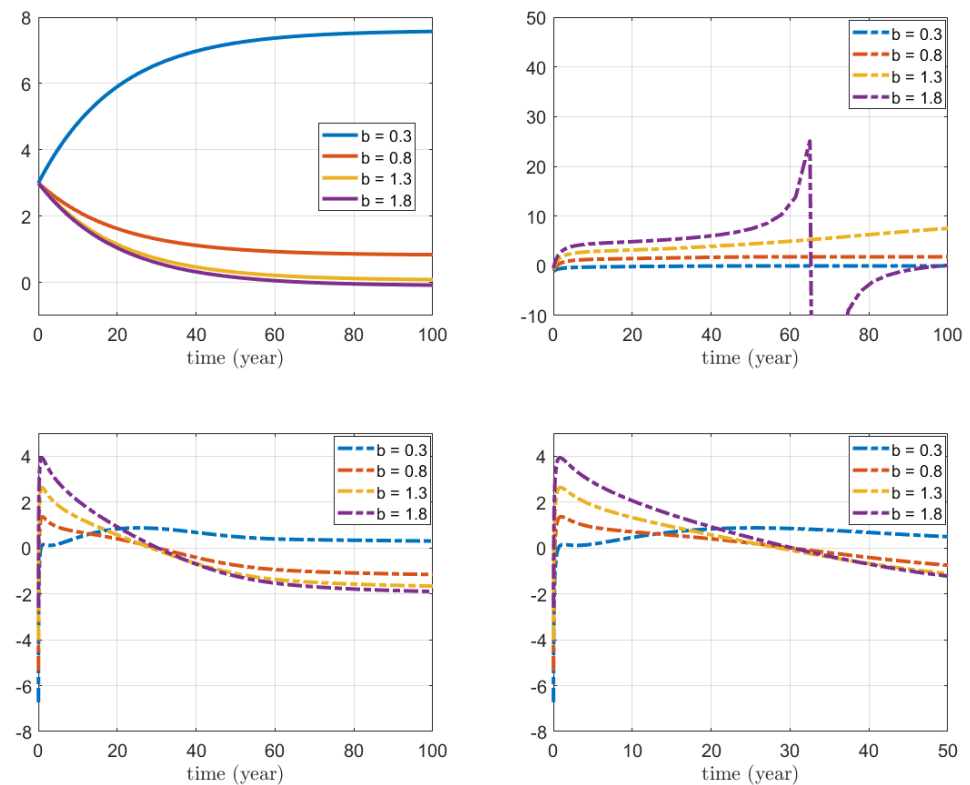 8
6
4
2
0
b = 0.3
b = 0.8
b = 1.3
b = 1.8
0 20 40 60 80 100
time (year)
50
40
30
20
10
0
-10
b = 0.3
b = 0.8
b = 1.3
b = 1.8
0 20 40 60 80 100
time (year)
4
2
0
-2
-4
-6
-8
b = 0.3
b = 0.8
b = 1.3
b = 1.8
0 20 40 60 80 100
time (year)
4
2
0
-2
-4
-6
-8
b = 0.3
b = 0.8
b = 1.3
b = 1.8
0 10 20 30 40 50
time (year)